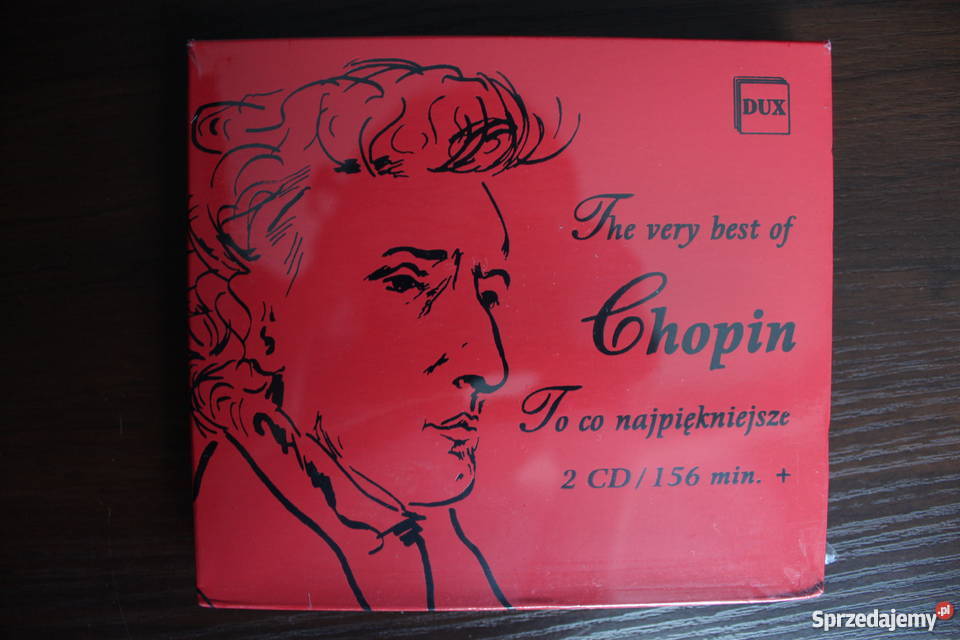 DUX
The very best of
Chopin
To co najpiękniejsze
2 CD / 156 min. +
Sprzedajemy.pl